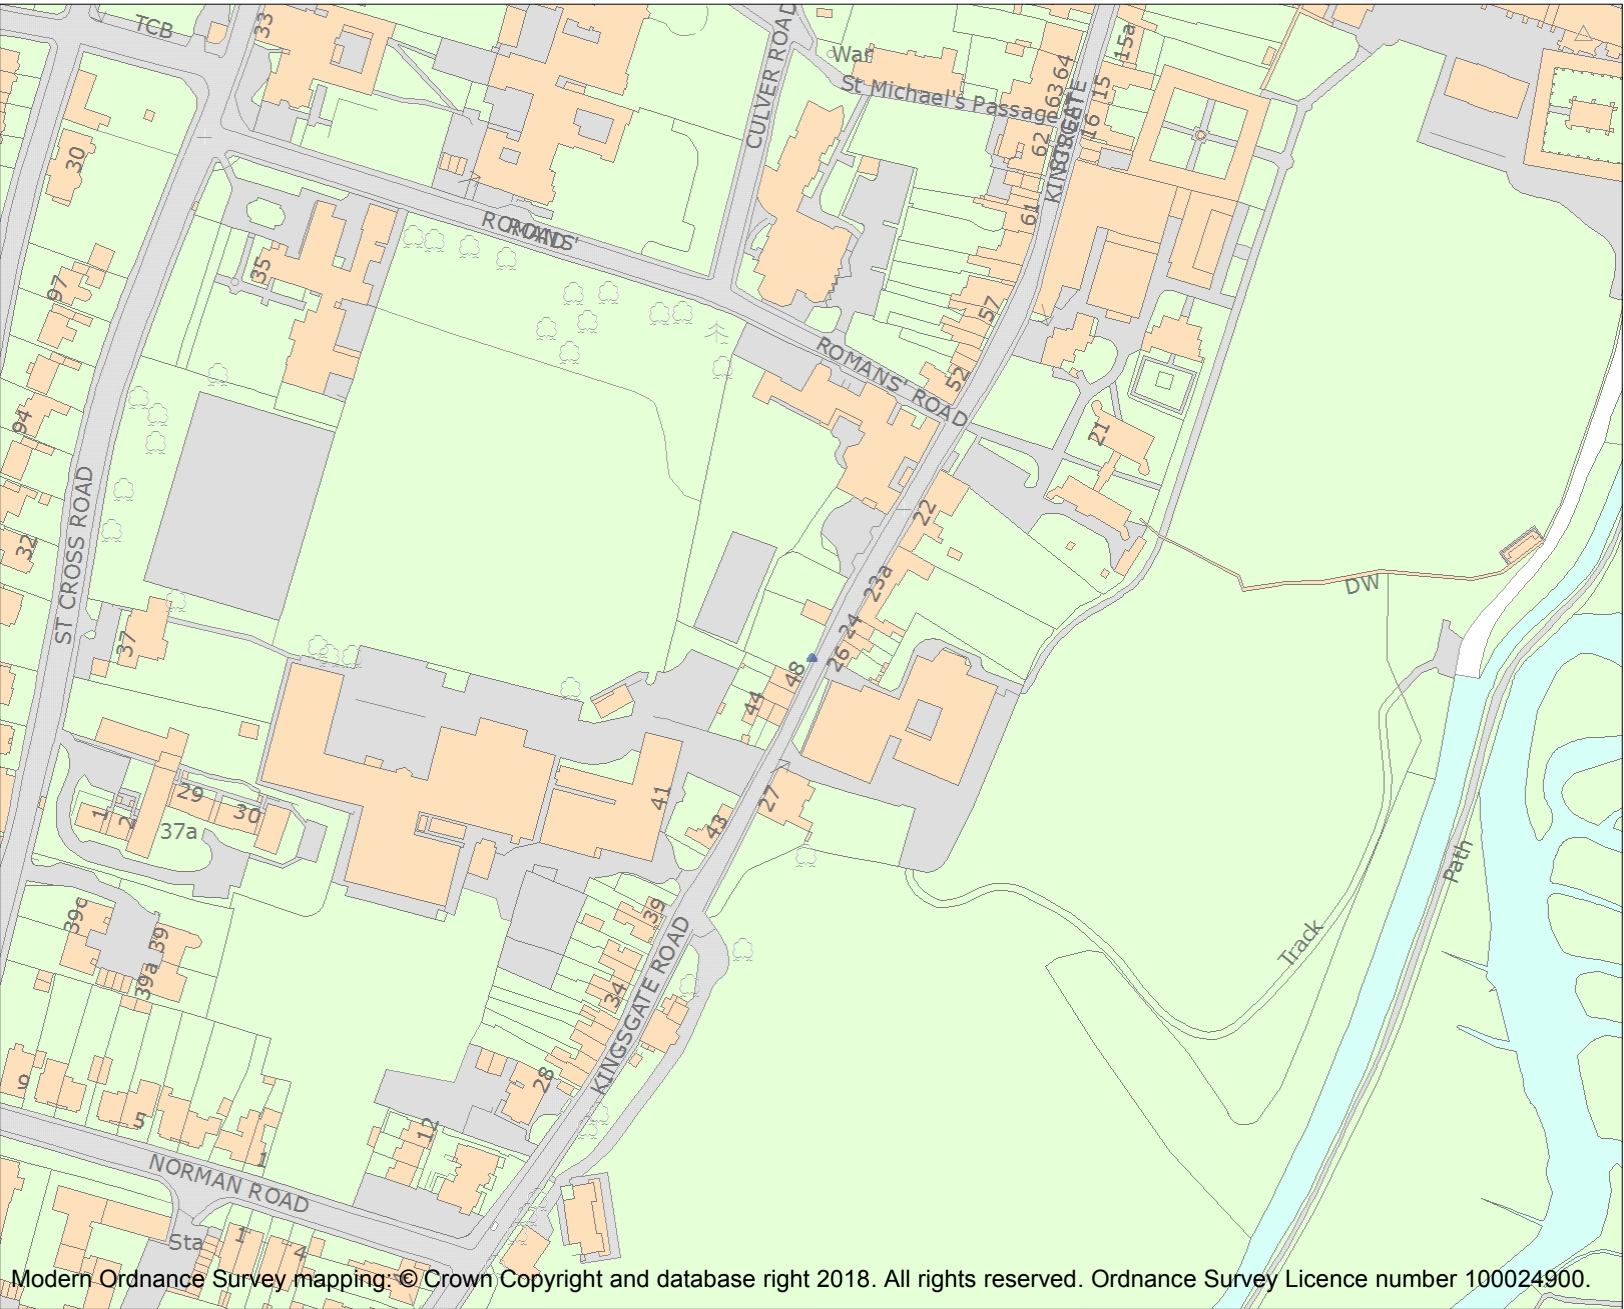 TCB
33
CULVER ROAD
War
St Michael's Passage
64
63
62
15a
15
16
30
61
ROMANS'
ROAD
35
97
57
ROMANS' ROAD
52
94
21
22
ST CROSS ROAD
32
23a
DW
24
26
37
48
44
41
27
29
30
1
2
37a
43
Path
39c
39
39a
39
Track
34
KINGSGATE ROAD
28
9
5
12
1
NORMAN ROAD
Sta
1
4
Modern Ordnance Survey mapping: © Crown Copyright and database right 2018. All rights reserved. Ordnance Survey Licence number 100024900.